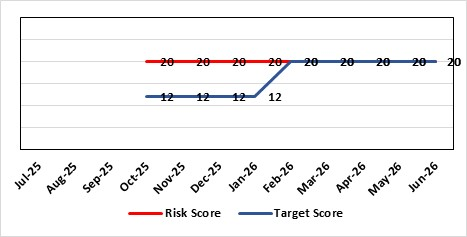 20 20 20 20 20 20 20 20 20
12 12 12 12
Jul-25 Aug-25 Sep-25 Oct-25 Nov-25 Dec-25 Jan-26 Feb-26 Mar-26 Apr-26 May-26 Jun-26
Risk Score Target Score